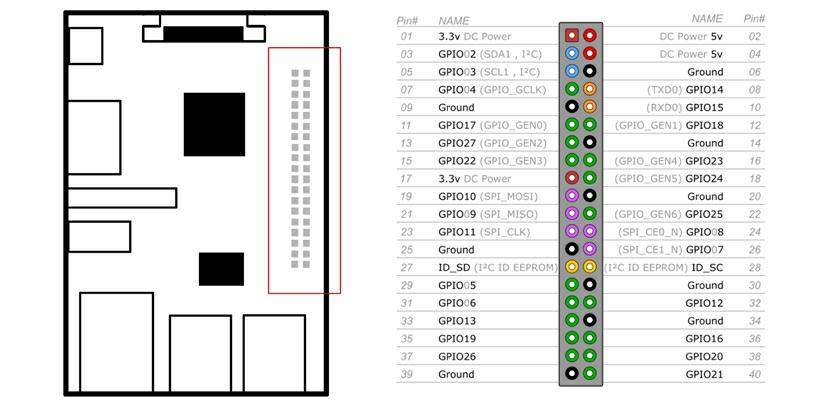 Pin# NAME NAME Pin#
01 3.3v DC Power DC Power 5v 02
03 GPIO02 (SDA1 , I²C) DC Power 5v 04
05 GPIO03 (SCL1 , I²C) Ground 06
07 GPIO04 (GPIO_GCLK) (TXD0) GPIO14 08
09 Ground (RXD0) GPIO15 10
11 GPIO17 (GPIO_GEN0) (GPIO_GEN1) GPIO18 12
13 GPIO27 (GPIO_GEN2) Ground 14
15 GPIO22 (GPIO_GEN3) (GPIO_GEN4) GPIO23 16
17 3.3v DC Power (GPIO_GEN5) GPIO24 18
19 GPIO10 (SPI_MOSI) Ground 20
21 GPIO09 (SPI_MISO) (GPIO_GEN6) GPIO25 22
23 GPIO11 (SPI_CLK) (SPI_CE0_N) GPIO08 24
25 Ground (SPI_CE1_N) GPIO07 26
27 ID_SD (I²C ID EEPROM) (I²C ID EEPROM) ID_SC 28
29 GPIO05 Ground 30
31 GPIO06 GPIO12 32
33 GPIO13 Ground 34
35 GPIO19 GPIO16 36
37 GPIO26 GPIO20 38
39 Ground GPIO21 40